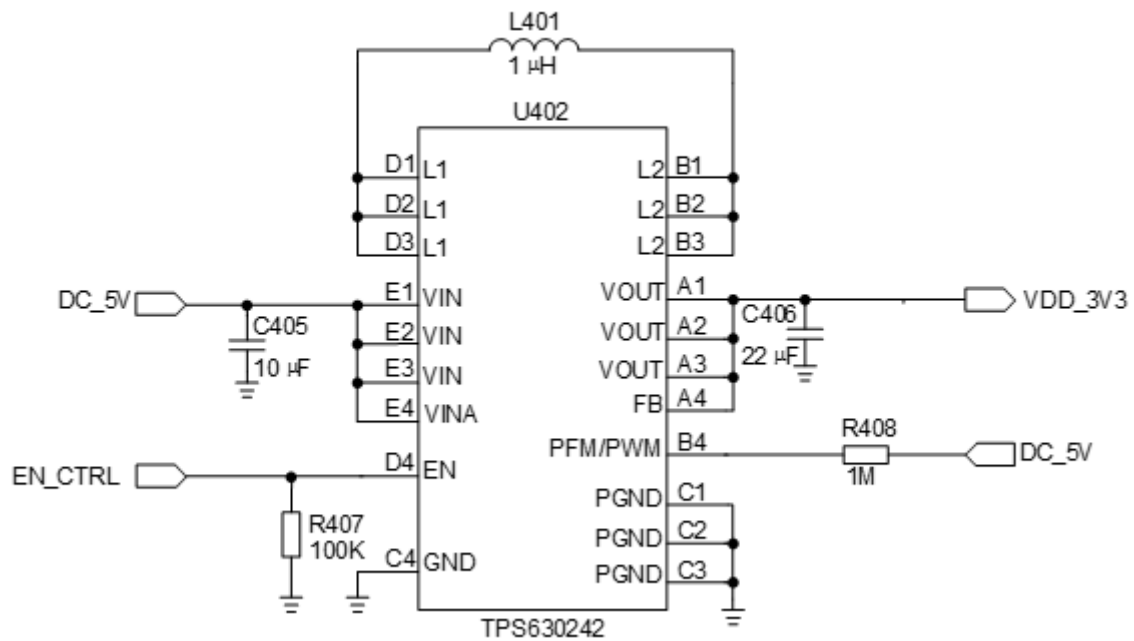 L401
1 µH
U402
D1 L1 L2 B1
D2 L1 L2 B2
D3 L1 L2 B3
DC_5V E1 VIN VOUT A1 VDD_3V3
C405 E2 VIN VOUT A2 C406
10 µF E3 VIN VOUT A3 22 µF
E4 VINA FB A4
EN_CTRL D4 EN PFM/PWM B4 R408 DC_5V
1M
R407 PGND C1
100K PGND C2
C4 GND PGND C3
TPS630242